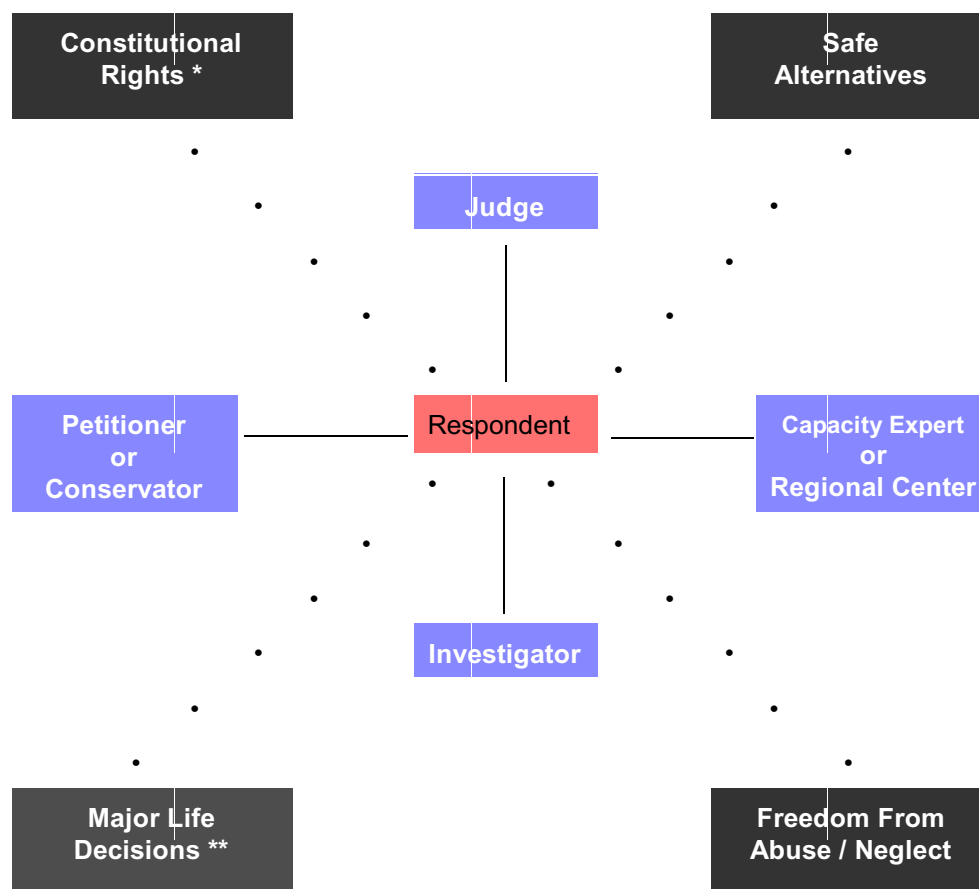 Constitutional
Rights *
Safe
Alternatives
Judge
Petitioner
or
Conservator
Respondent
Capacity Expert
or
Regional Center
Investigator
Major Life
Decisions **
Freedom From
Abuse / Neglect